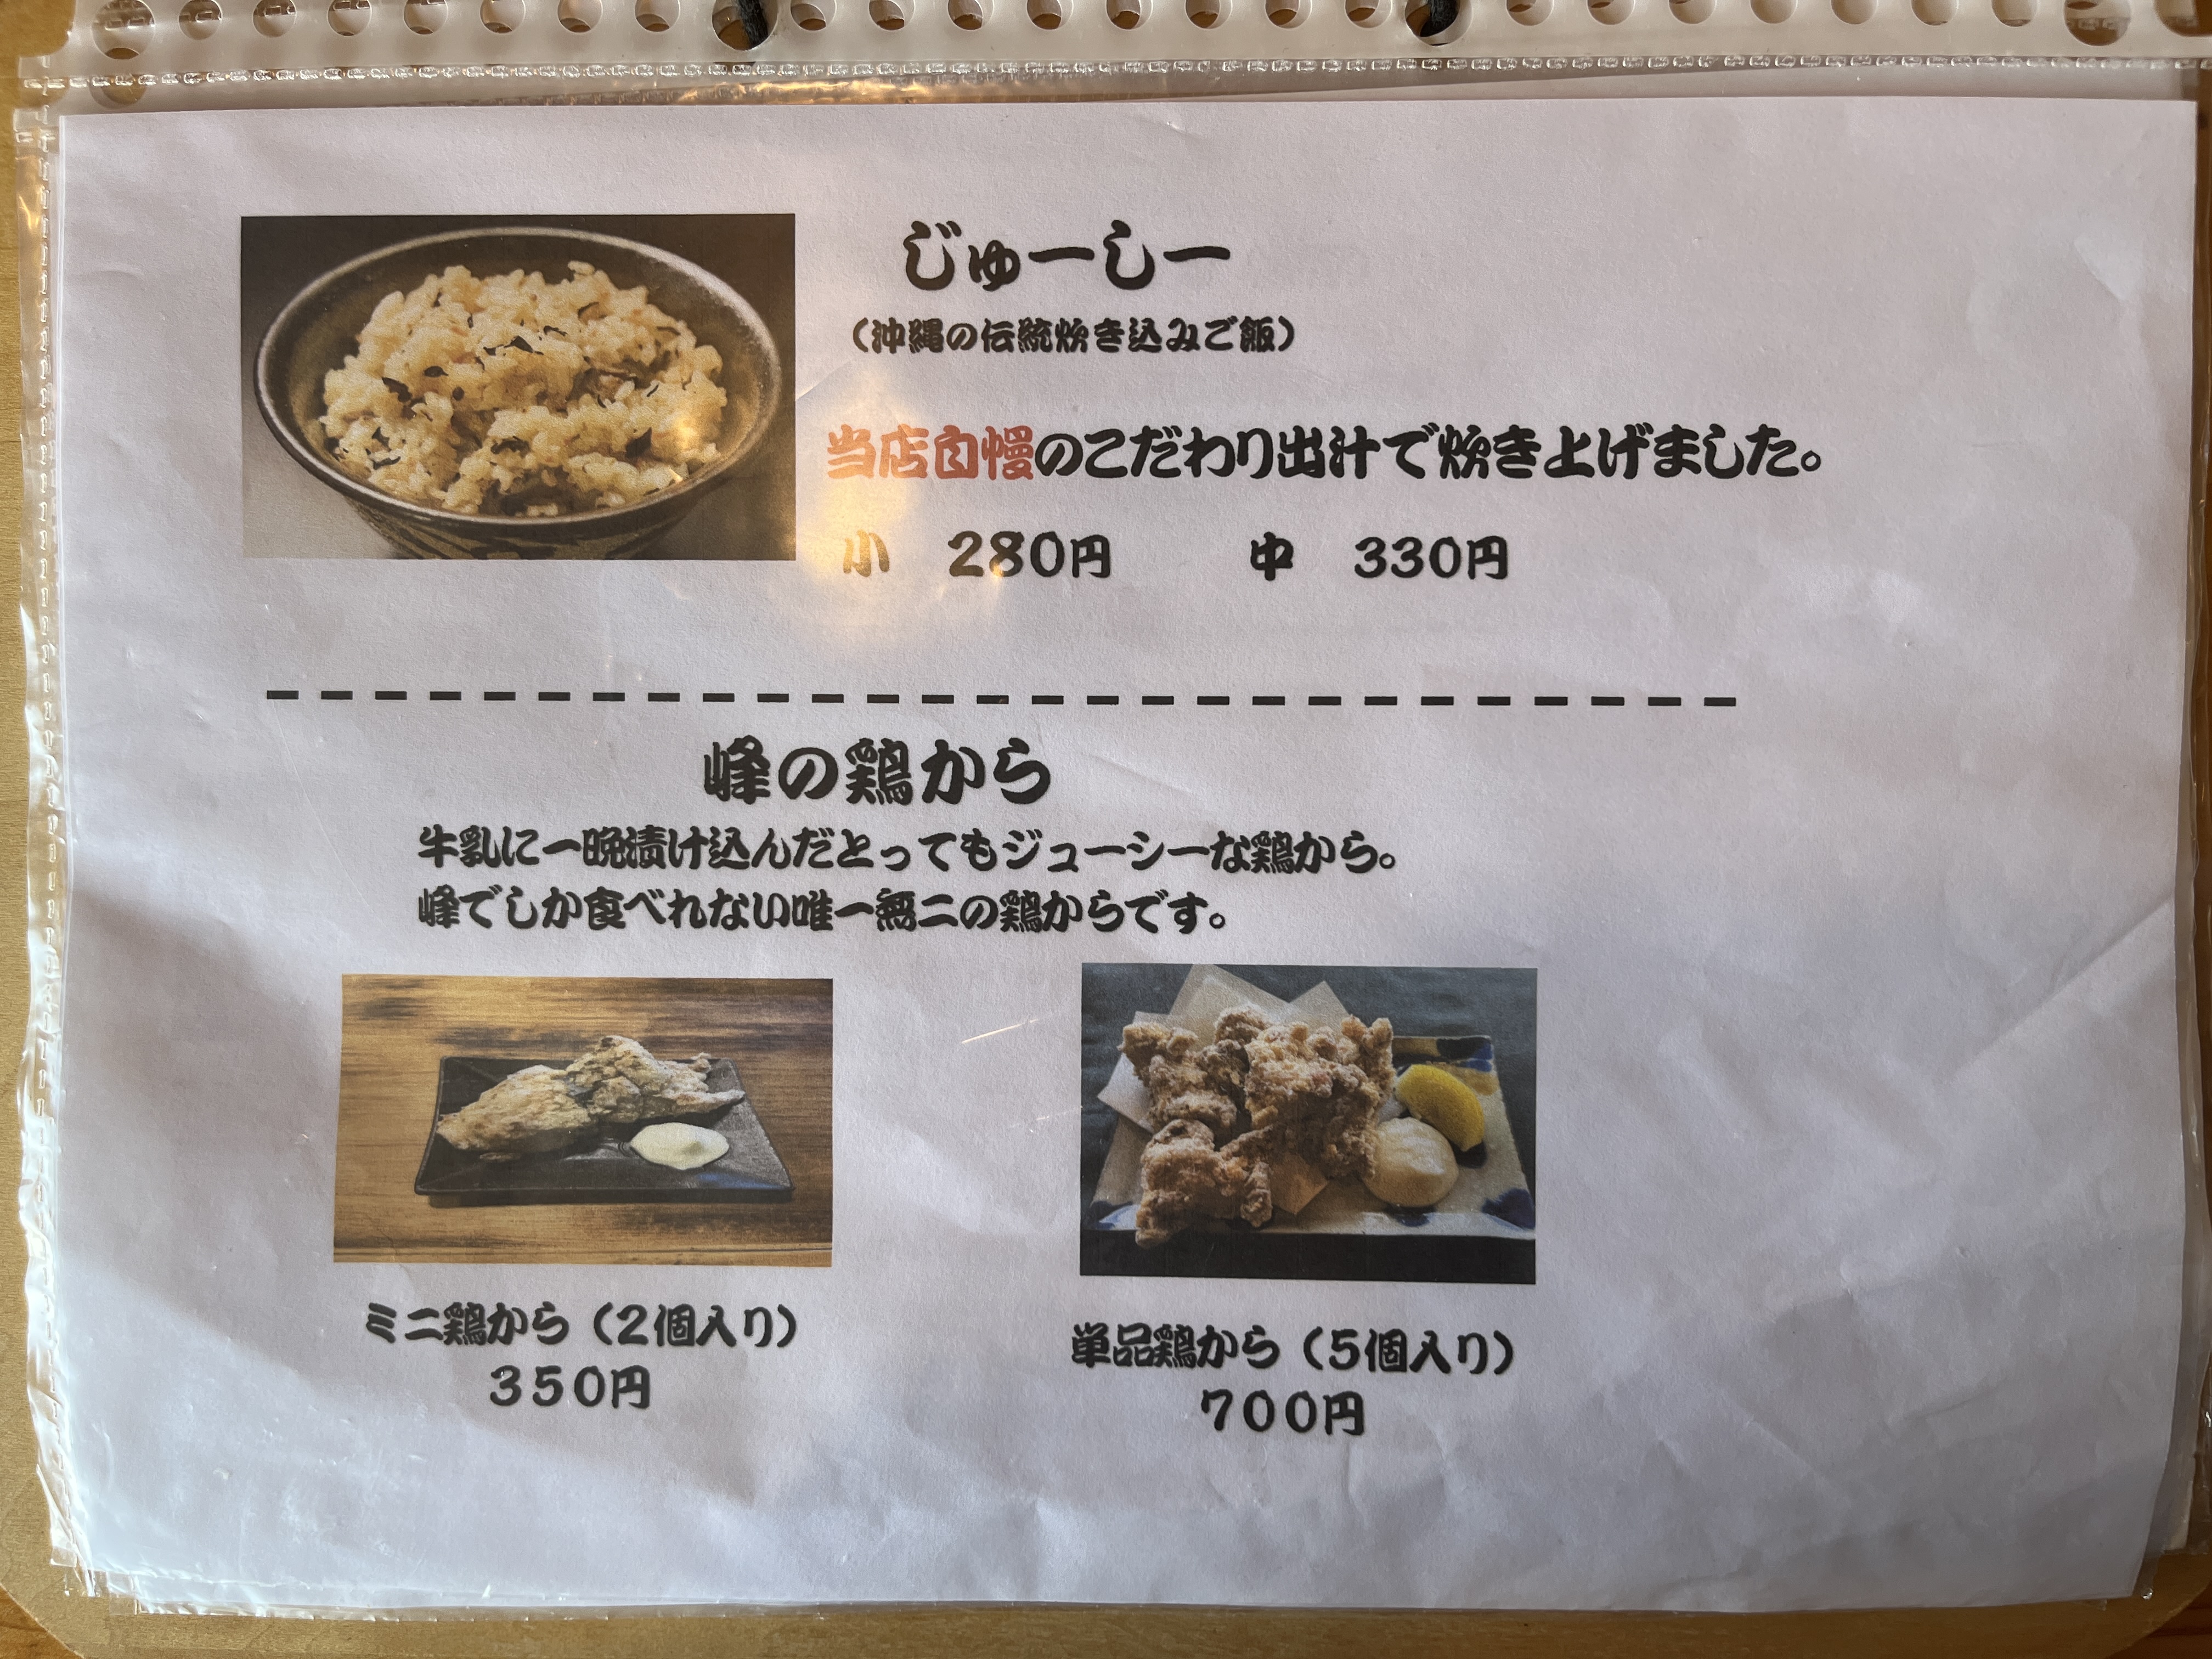 じゅーしー
（沖縄の伝統炊き込みご飯）
当店自慢のこだわり出汁で炊き上げました。
小　280円　　中　330円
峰の鶏から
牛乳に一晩漬け込んだとってもジューシーな鶏から。
峰でしか食べれない唯一無二の鶏からです。
ミニ鶏から（2個入り）
350円
単品鶏から（5個入り）
700円